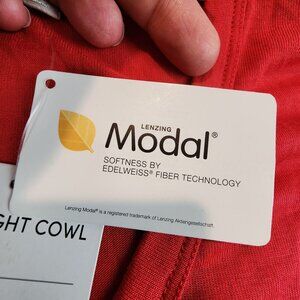 LENZING
Modal®
SOFTNESS BY
EDELWEISS® FIBER TECHNOLOGY
Lenzing Modal® is a registered trademark of Lenzing Aktiengesellschaft.
GHT COWL